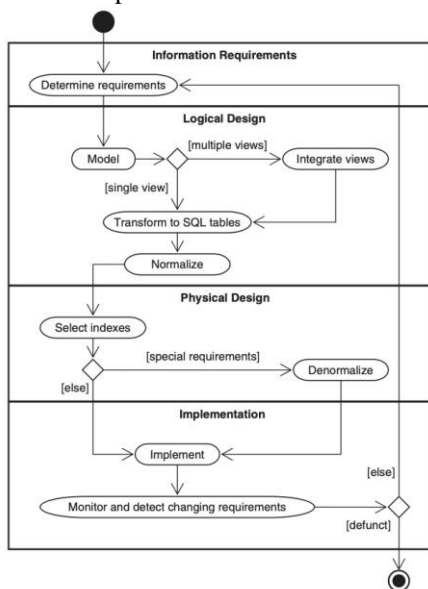 Information Requirements
Determine requirements
Logical Design
Model
[multiple views]
Integrate views
[single view]
Transform to SQL tables
Normalize
Physical Design
Select indexes
[special requirements]
Denormalize
[else]
Implementation
Implement
[else]
Monitor and detect changing requirements
[defunct]